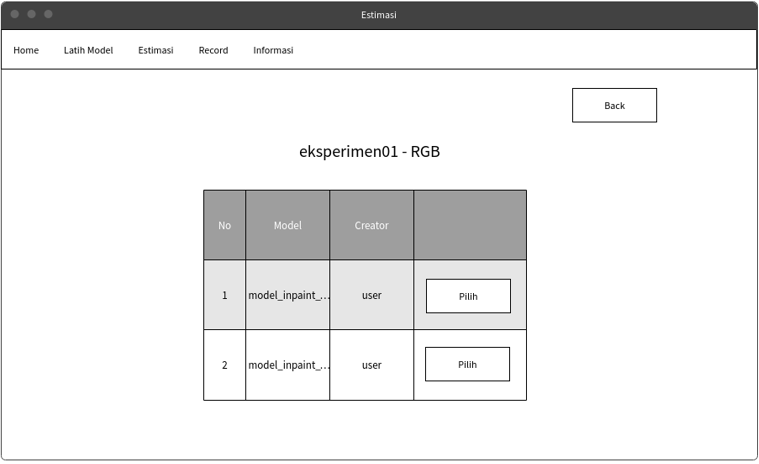 Estimasi
Home Latih Model Estimasi Record Informasi
Back
eksperimen01 - RGB
No Model Creator
1 model_inpaint_... user Pilih
2 model_inpaint_... user Pilih